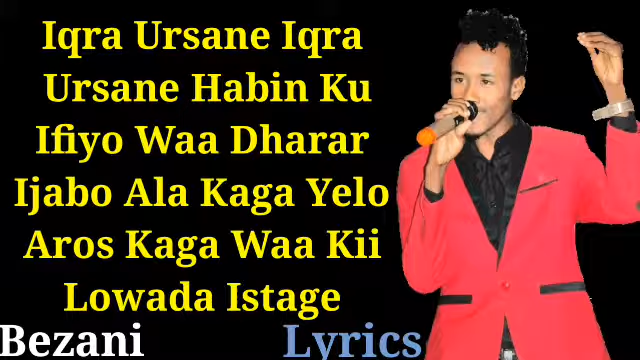 Iqra Ursane Iqra
Ursane Habin Ku
Ifiyo Waa Dharar
Ijabo Ala Kaga Yelo
Aros Kaga Waa Kii
Lowada Istage
Bezani Lyrics